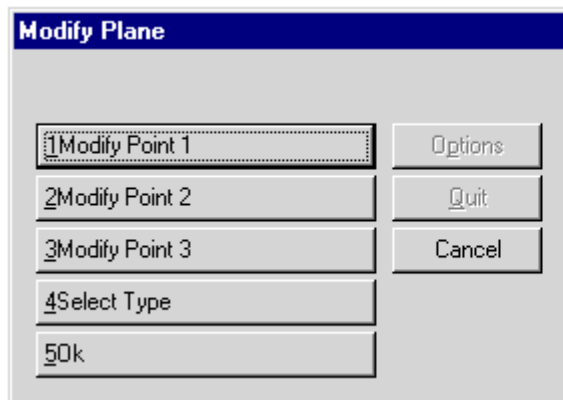 Modify Plane
1Modify Point 1
Options
2Modify Point 2
Quit
3Modify Point 3
Cancel
4Select Type
5Ok